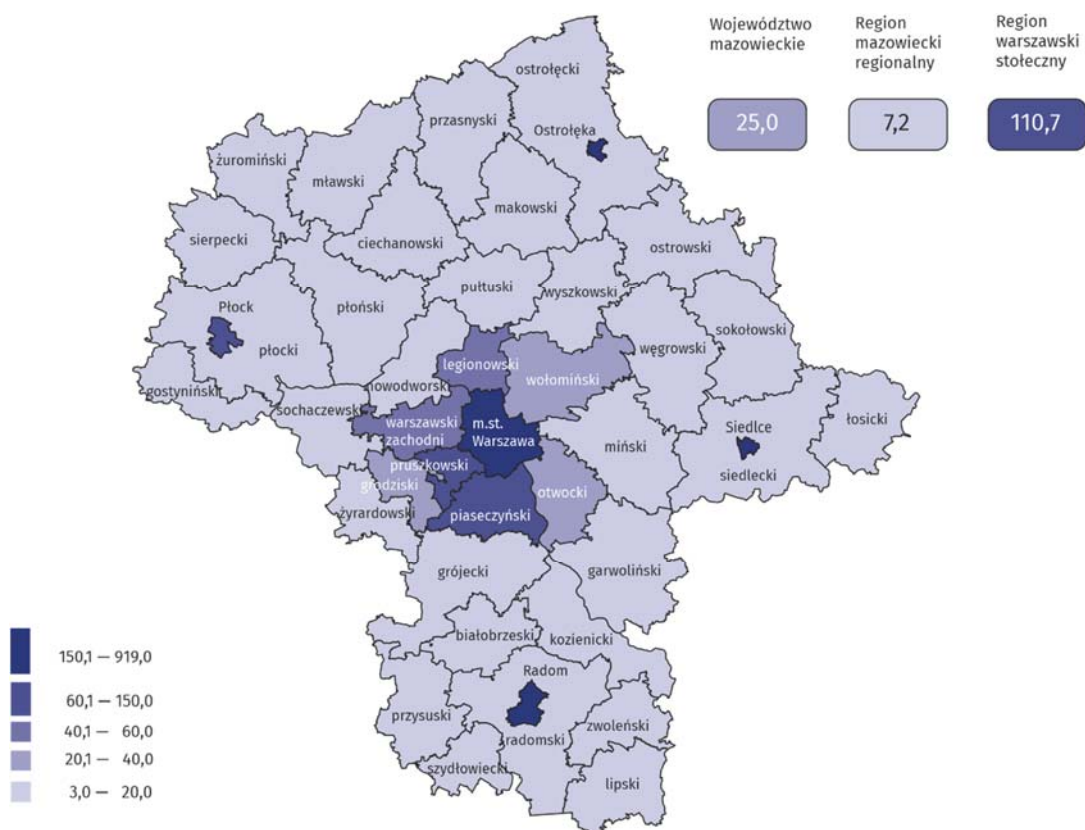 Województwo
mazowieckie
Region
mazowiecki
regionalny
Region
warszawski
stołeczny
25,0
7,2
110,7
ostrołęcki
przasnyski
Ostrołęka
żuromiński
mławski
makowski
sierpecki
ciechanowski
ostrowski
pułtuski
wyszkowski
Płock
płoński
sokołowski
płocki
węgrowski
legionowski
wołomiński
gostyniński
nowodworski
sochaczewski
łosicki
warszawski
zachodni
m.st.
Warszawa
Siedlce
miński
siedlecki
pruszkowski
grodziski
otwocki
żyrardowski
piaseczyński
grójecki
garwoliński
białobrzeski
kozienicki
Radom
przysuski
zwoleński
radomski
szydłowiecki
lipski
150,1 — 919,0
60,1 — 150,0
40,1 — 60,0
20,1 — 40,0
3,0 — 20,0